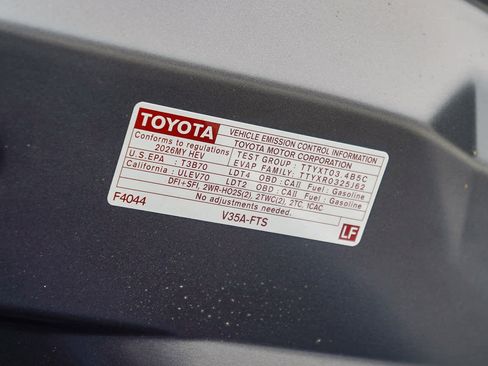 TOYOTA VEHICLE EMISSION CONTROL INFORMATION
TOYOTA MOTOR CORPORATION
Conforms to regulations TEST GROUP : TTYXT03.4B5C
2026MY HEV EVAP FAMILY: TTYXR0325J62
U.S.EPA : T3B70 LDT4 OBD : CAII Fuel : Gasoline
California : ULEV70 LDT2 OBD : CAII Fuel : Gasoline
DFI+SFI, 2WR-HO2S(2), 2TWC(2), 2TC, 1CAC
No adjustments needed.
F4044 V35A-FTS LF